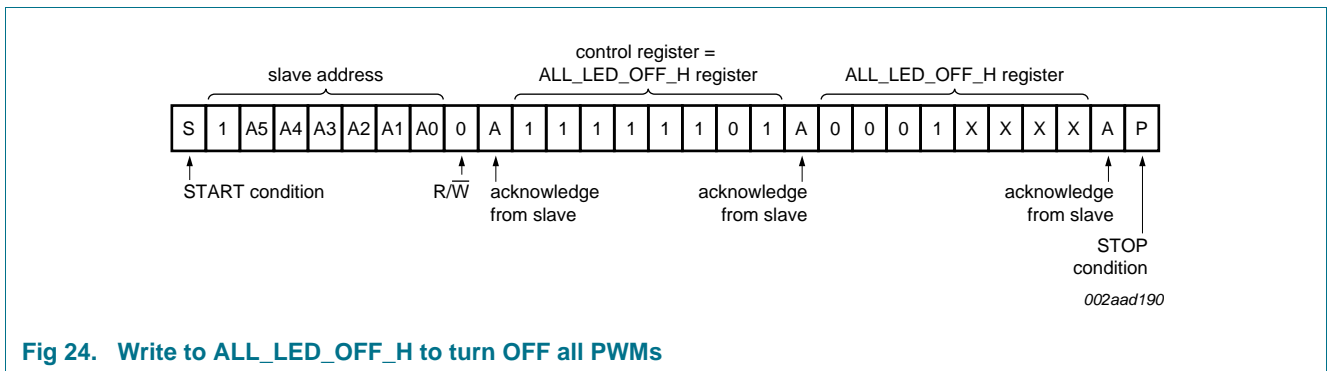 control register =
slave address ALL_LED_OFF_H register ALL_LED_OFF_H register
S 1 A5 A4 A3 A2 A1 A0 0 A 1 1 1 1 1 1 0 1 A 0 0 0 1 X X X X A P
START condition R/W̅ acknowledge acknowledge acknowledge
from slave from slave from slave
STOP
condition
002aad190
Fig 24. Write to ALL_LED_OFF_H to turn OFF all PWMs